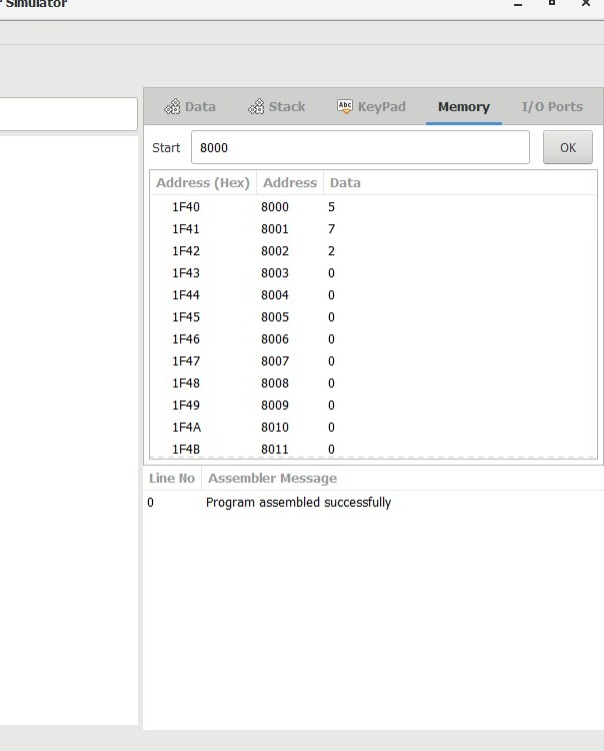 Simulator
Data Stack Abc KeyPad Memory I/O Ports
Start 8000 OK
Address (Hex) Address Data
1F40 8000 5
1F41 8001 7
1F42 8002 2
1F43 8003 0
1F44 8004 0
1F45 8005 0
1F46 8006 0
1F47 8007 0
1F48 8008 0
1F49 8009 0
1F4A 8010 0
1F4B 8011 0
Line No Assembler Message
0 Program assembled successfully